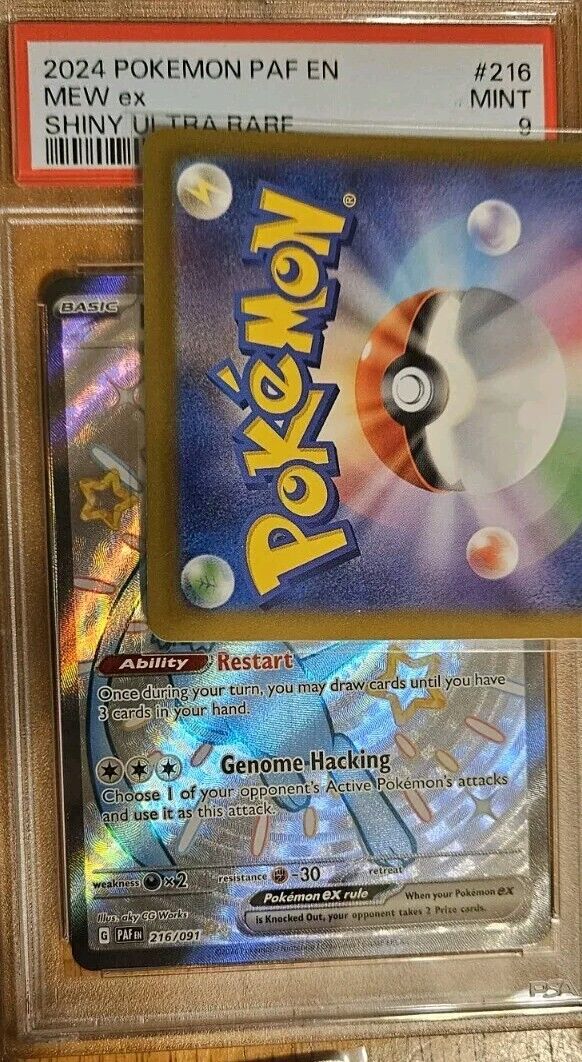 2024 POKEMON PAF EN #216
MEW ex MINT
SHINY ULTRA RARE 9
BASIC
POKéMON®
Ability Restart
Once during your turn, you may draw cards until you have
3 cards in your hand.
Genome Hacking
Choose 1 of your opponent's Active Pokémon's attacks
and use it as this attack.
weakness ×2 resistance -30 retreat
Pokémon ex rule When your Pokémon ex
is Knocked Out, your opponent takes 2 Prize cards.
Illus. aky CG Works
G PAF EN 216/091
PSA